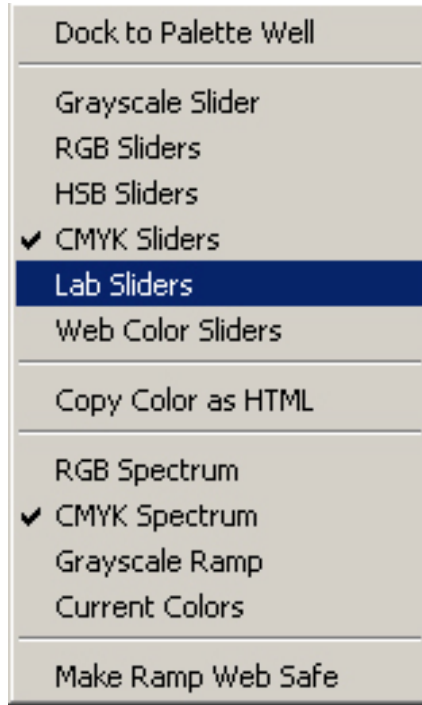 Dock to Palette Well
Grayscale Slider
RGB Sliders
HSB Sliders
CMYK Sliders
Lab Sliders
Web Color Sliders
Copy Color as HTML
RGB Spectrum
CMYK Spectrum
Grayscale Ramp
Current Colors
Make Ramp Web Safe